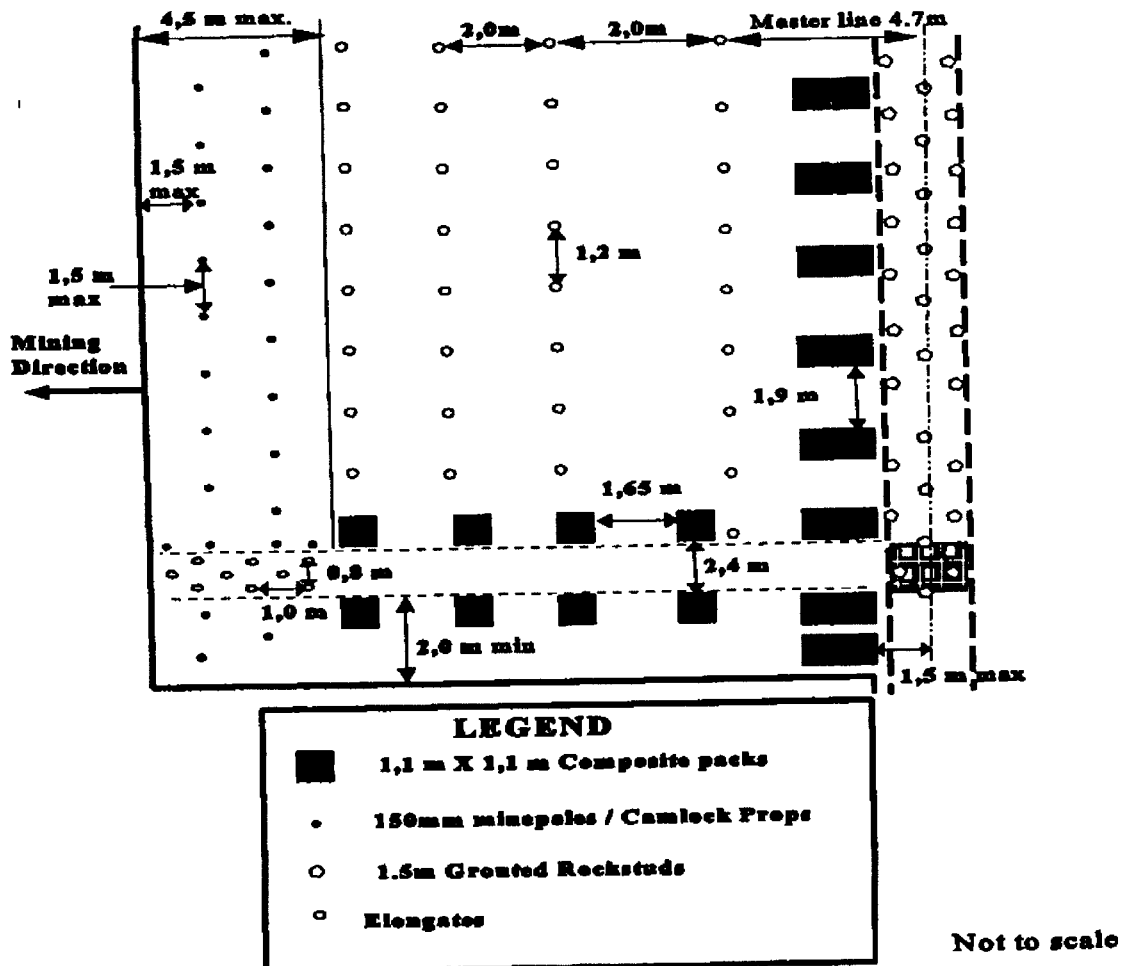 4,5 m max.
2,0m
2,0m
Master line 4.7m
1,5 m
max
1,2 m
1,5 m
max
Mining
Direction
1,9 m
1,65 m
0,8 m
2,4 m
1,0 m
2,0 m min
1,5 m max
LEGEND
1,1 m X 1,1 m Composite packs
150mm minepoles / Camlock Props
1.5m Grouted Rockstuds
Elongates
Not to scale